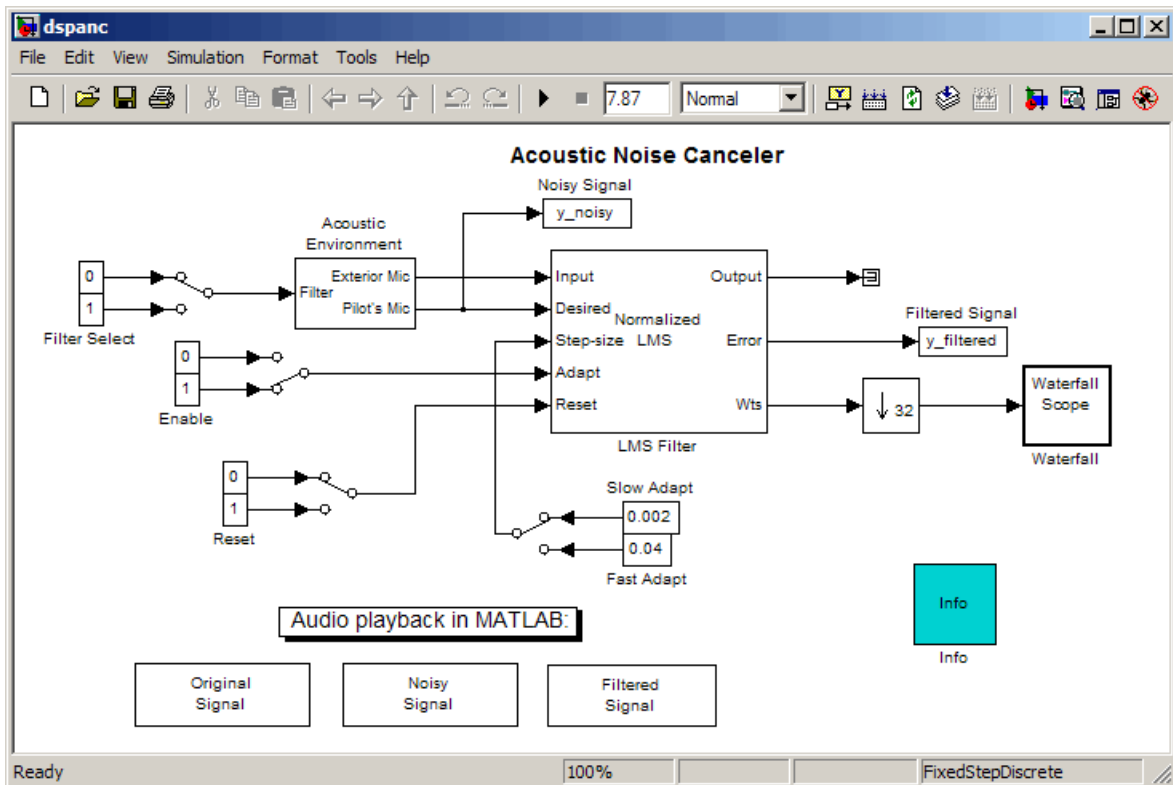 dspanc
File Edit View Simulation Format Tools Help
7.87 Normal
Acoustic Noise Canceler
Noisy Signal
y_noisy
Acoustic
Environment
Filter
Exterior Mic
Pilot's Mic
0
1
Filter Select
0
1
Enable
0
1
Reset
Input
Desired
Step-size
Adapt
Reset
Normalized
LMS
Output
Error
Wts
LMS Filter
Filtered Signal
y_filtered
32
Waterfall
Scope
Waterfall
Slow Adapt
0.002
0.04
Fast Adapt
Info
Info
Audio playback in MATLAB:
Original
Signal
Noisy
Signal
Filtered
Signal
Ready 100% FixedStepDiscrete